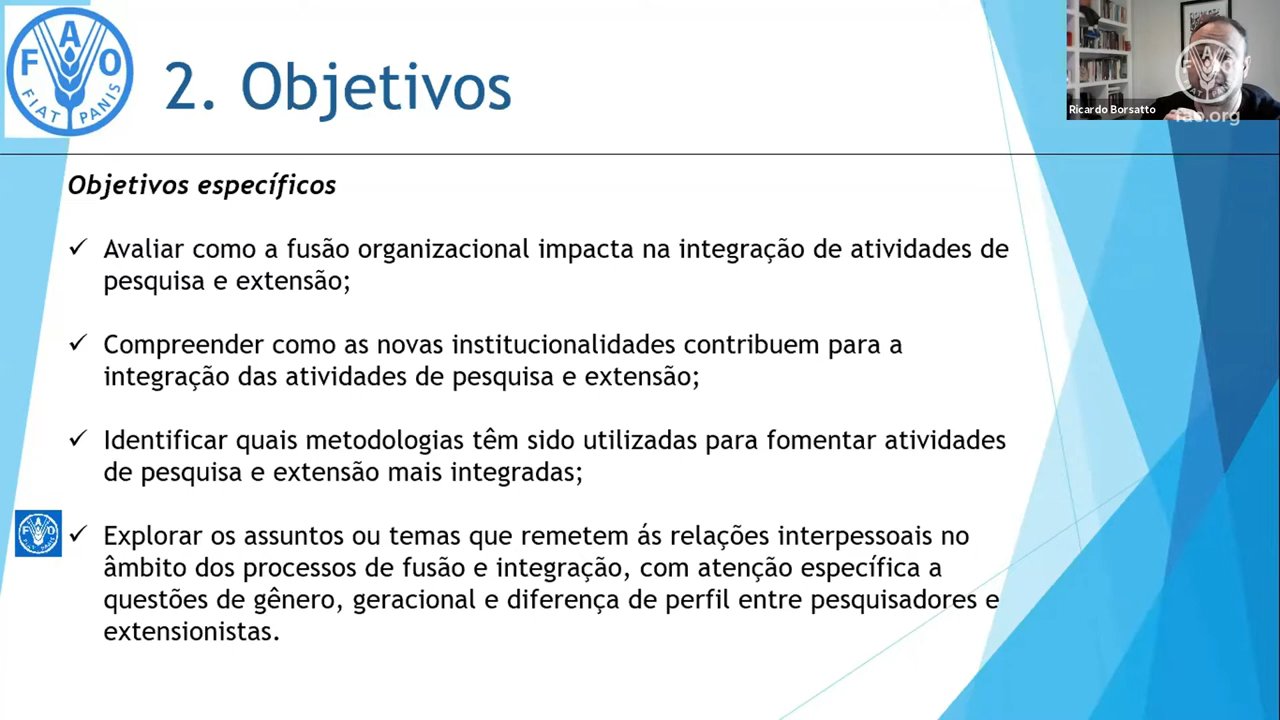 FAO
FIAT PANIS
2. Objetivos
FAO
fao.org
Ricardo Borsatto
Objetivos específicos
✓ Avaliar como a fusão organizacional impacta na integração de atividades de
pesquisa e extensão;
✓ Compreender como as novas institucionalidades contribuem para a
integração das atividades de pesquisa e extensão;
✓ Identificar quais metodologias têm sido utilizadas para fomentar atividades
de pesquisa e extensão mais integradas;
FAO
FIAT PANIS
✓ Explorar os assuntos ou temas que remetem ás relações interpessoais no
âmbito dos processos de fusão e integração, com atenção específica a
questões de gênero, geracional e diferença de perfil entre pesquisadores e
extensionistas.